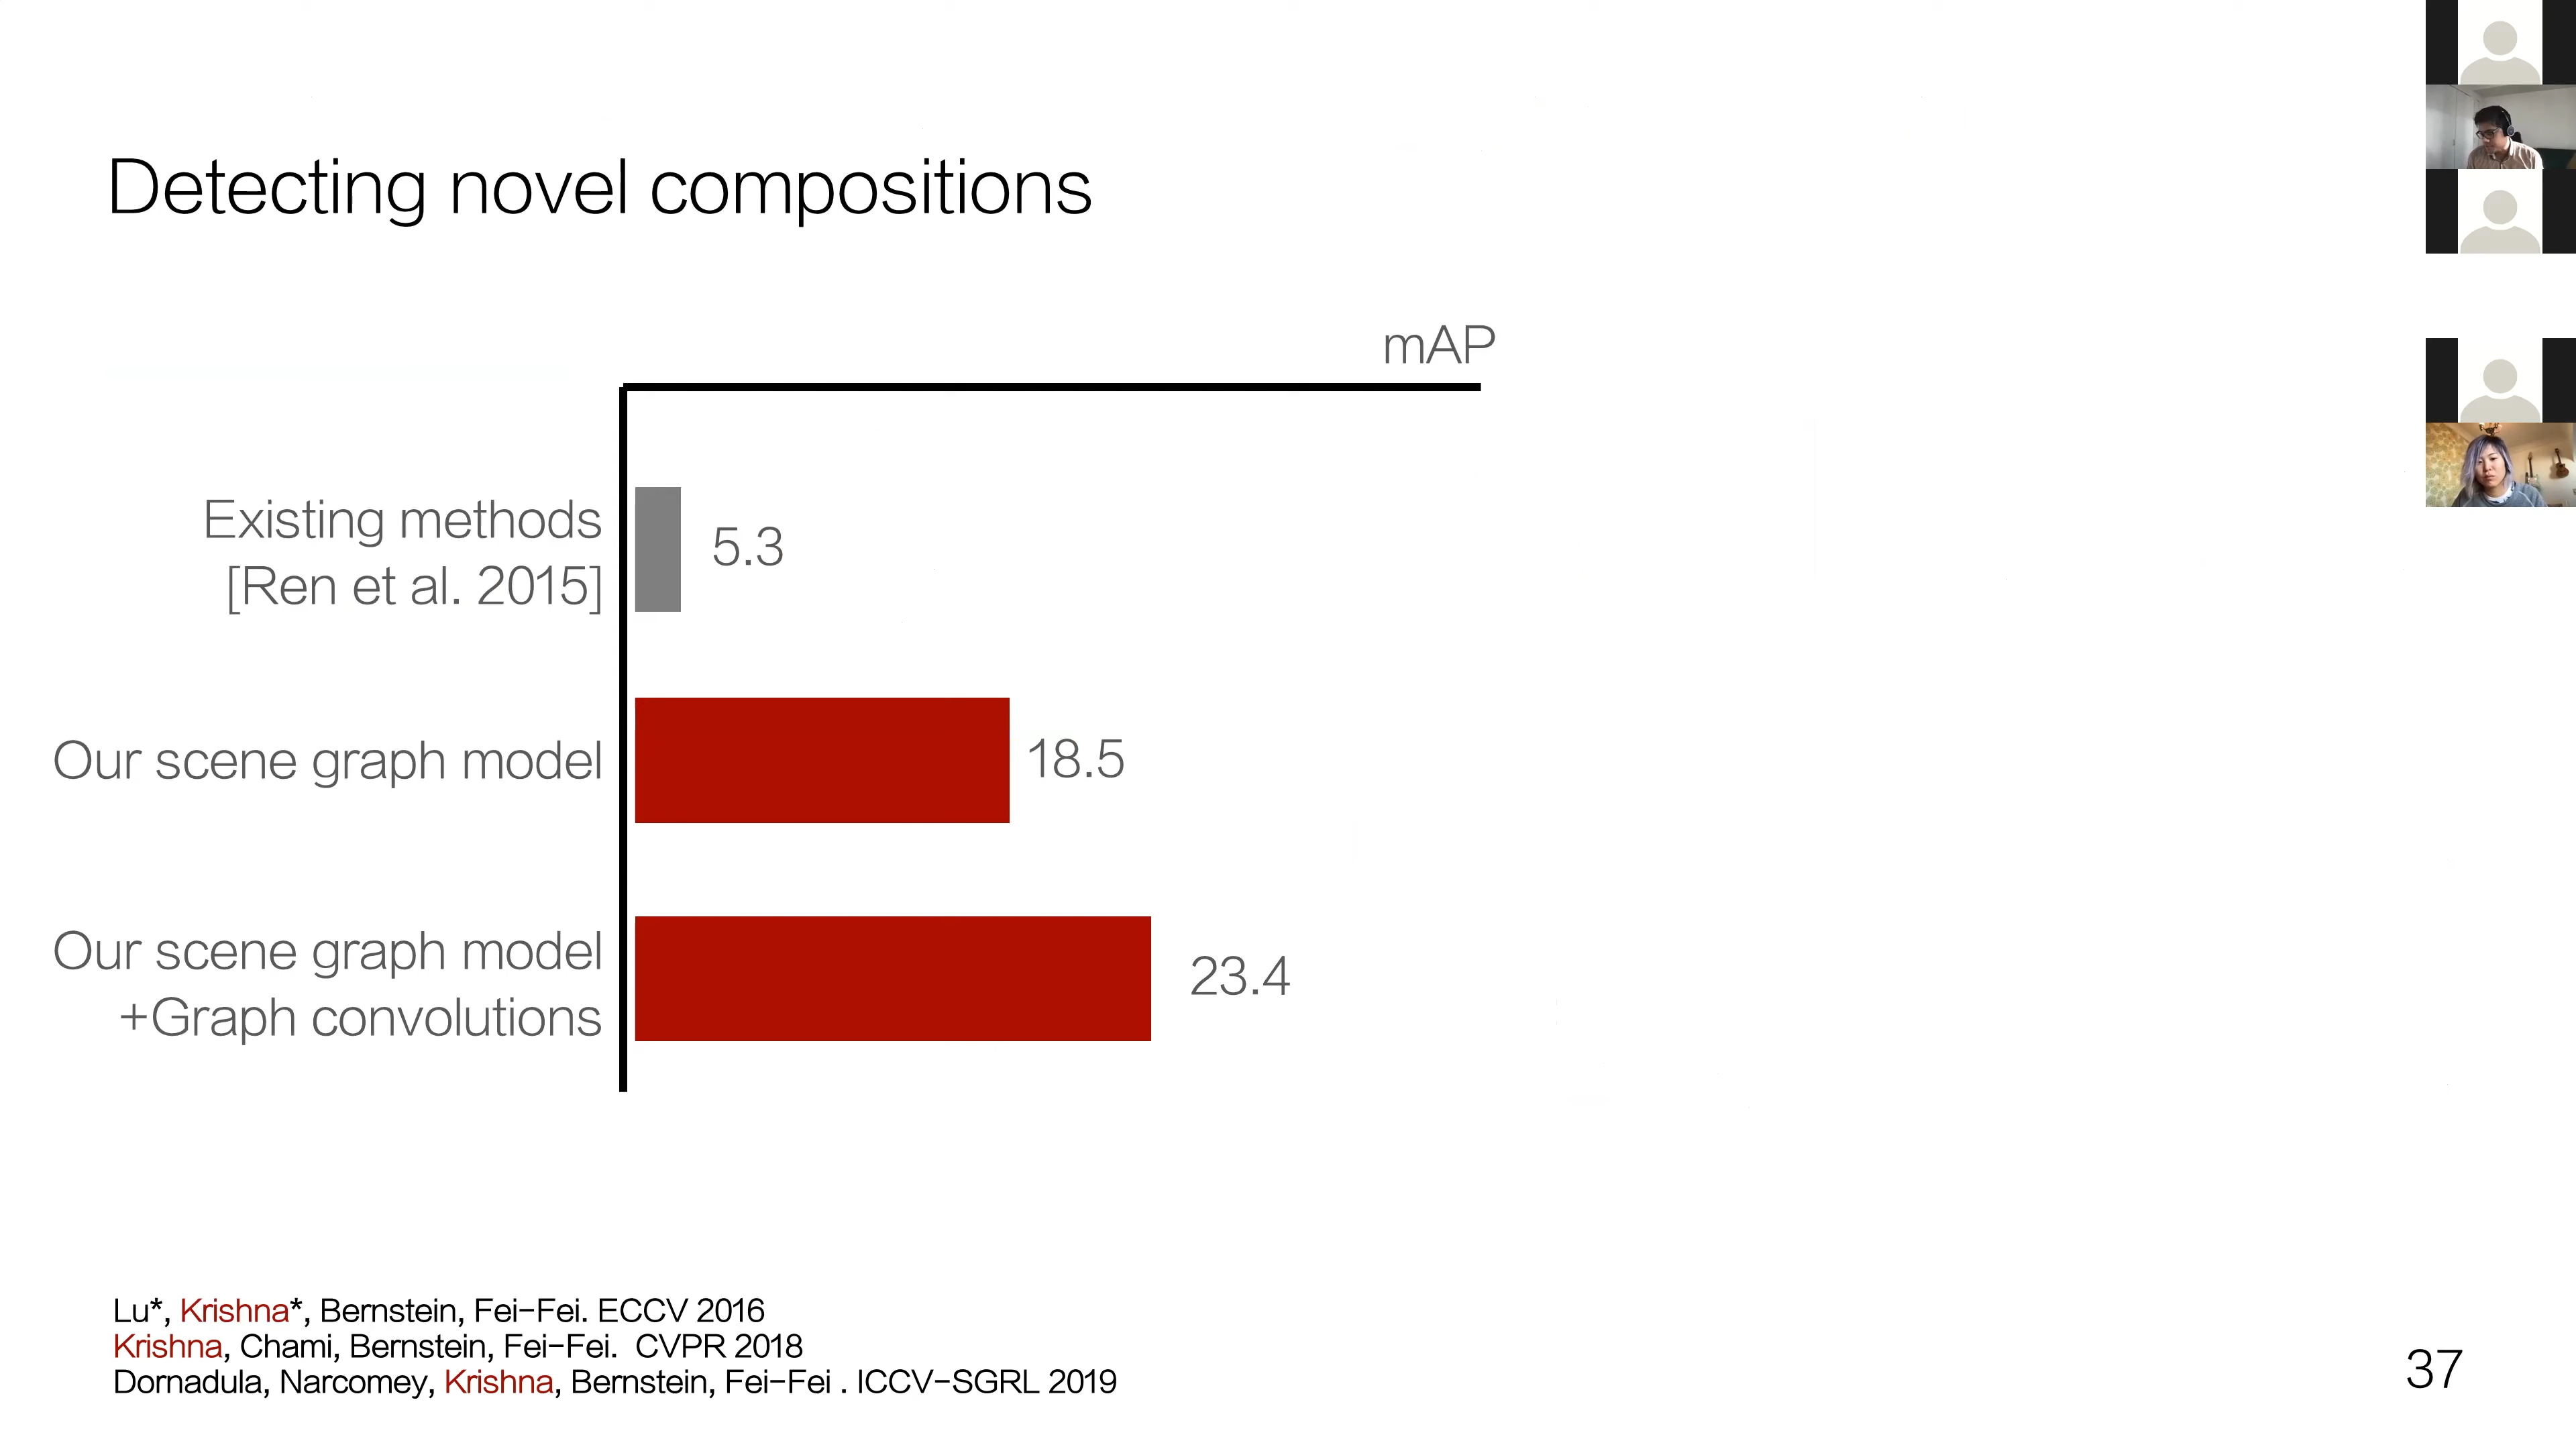 Detecting novel compositions
mAP
Existing methods
[Ren et al. 2015]
5.3
Our scene graph model
18.5
Our scene graph model
+Graph convolutions
23.4
Lu*, Krishna*, Bernstein, Fei-Fei. ECCV 2016
Krishna, Chami, Bernstein, Fei-Fei. CVPR 2018
Dornadula, Narcomey, Krishna, Bernstein, Fei-Fei . ICCV-SGRL 2019
37